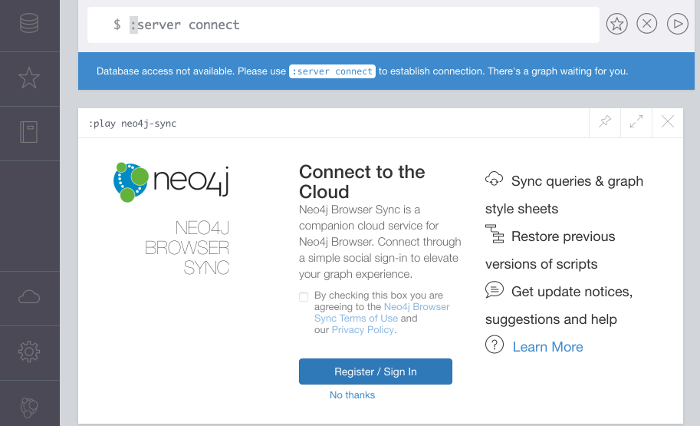 $ :server connect
Database access not available. Please use :server connect to establish connection. There's a graph waiting for you.
:play neo4j-sync
neo4j
NEO4J
BROWSER
SYNC
Connect to the
Cloud
Neo4j Browser Sync is a
companion cloud service for
Neo4j Browser. Connect through
a simple social sign-in to elevate
your graph experience.
By checking this box you are
agreeing to the Neo4j Browser
Sync Terms of Use and
our Privacy Policy.
Register / Sign In
No thanks
Sync queries & graph
style sheets
Restore previous
versions of scripts
Get update notices,
suggestions and help
? Learn More